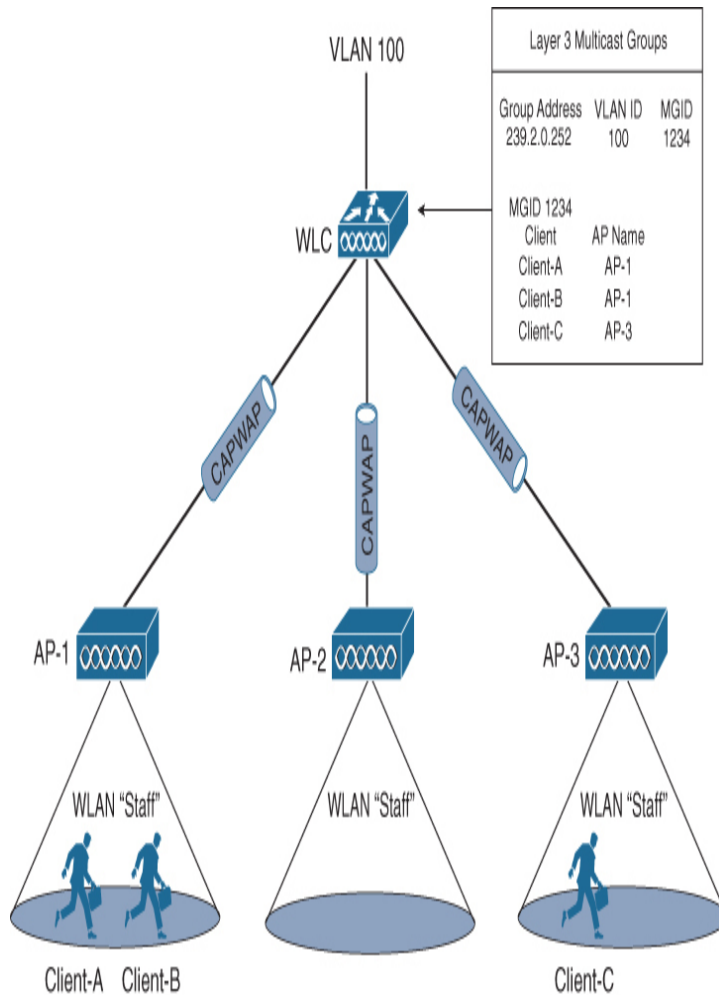 VLAN 100
Layer 3 Multicast Groups
Group Address VLAN ID MGID
239.2.0.252 100 1234
MGID 1234
Client AP Name
Client-A AP-1
Client-B AP-1
Client-C AP-3
WLC
CAPWAP
CAPWAP
CAPWAP
AP-1
AP-2
AP-3
WLAN “Staff”
WLAN “Staff”
WLAN “Staff”
Client-A Client-B
Client-C